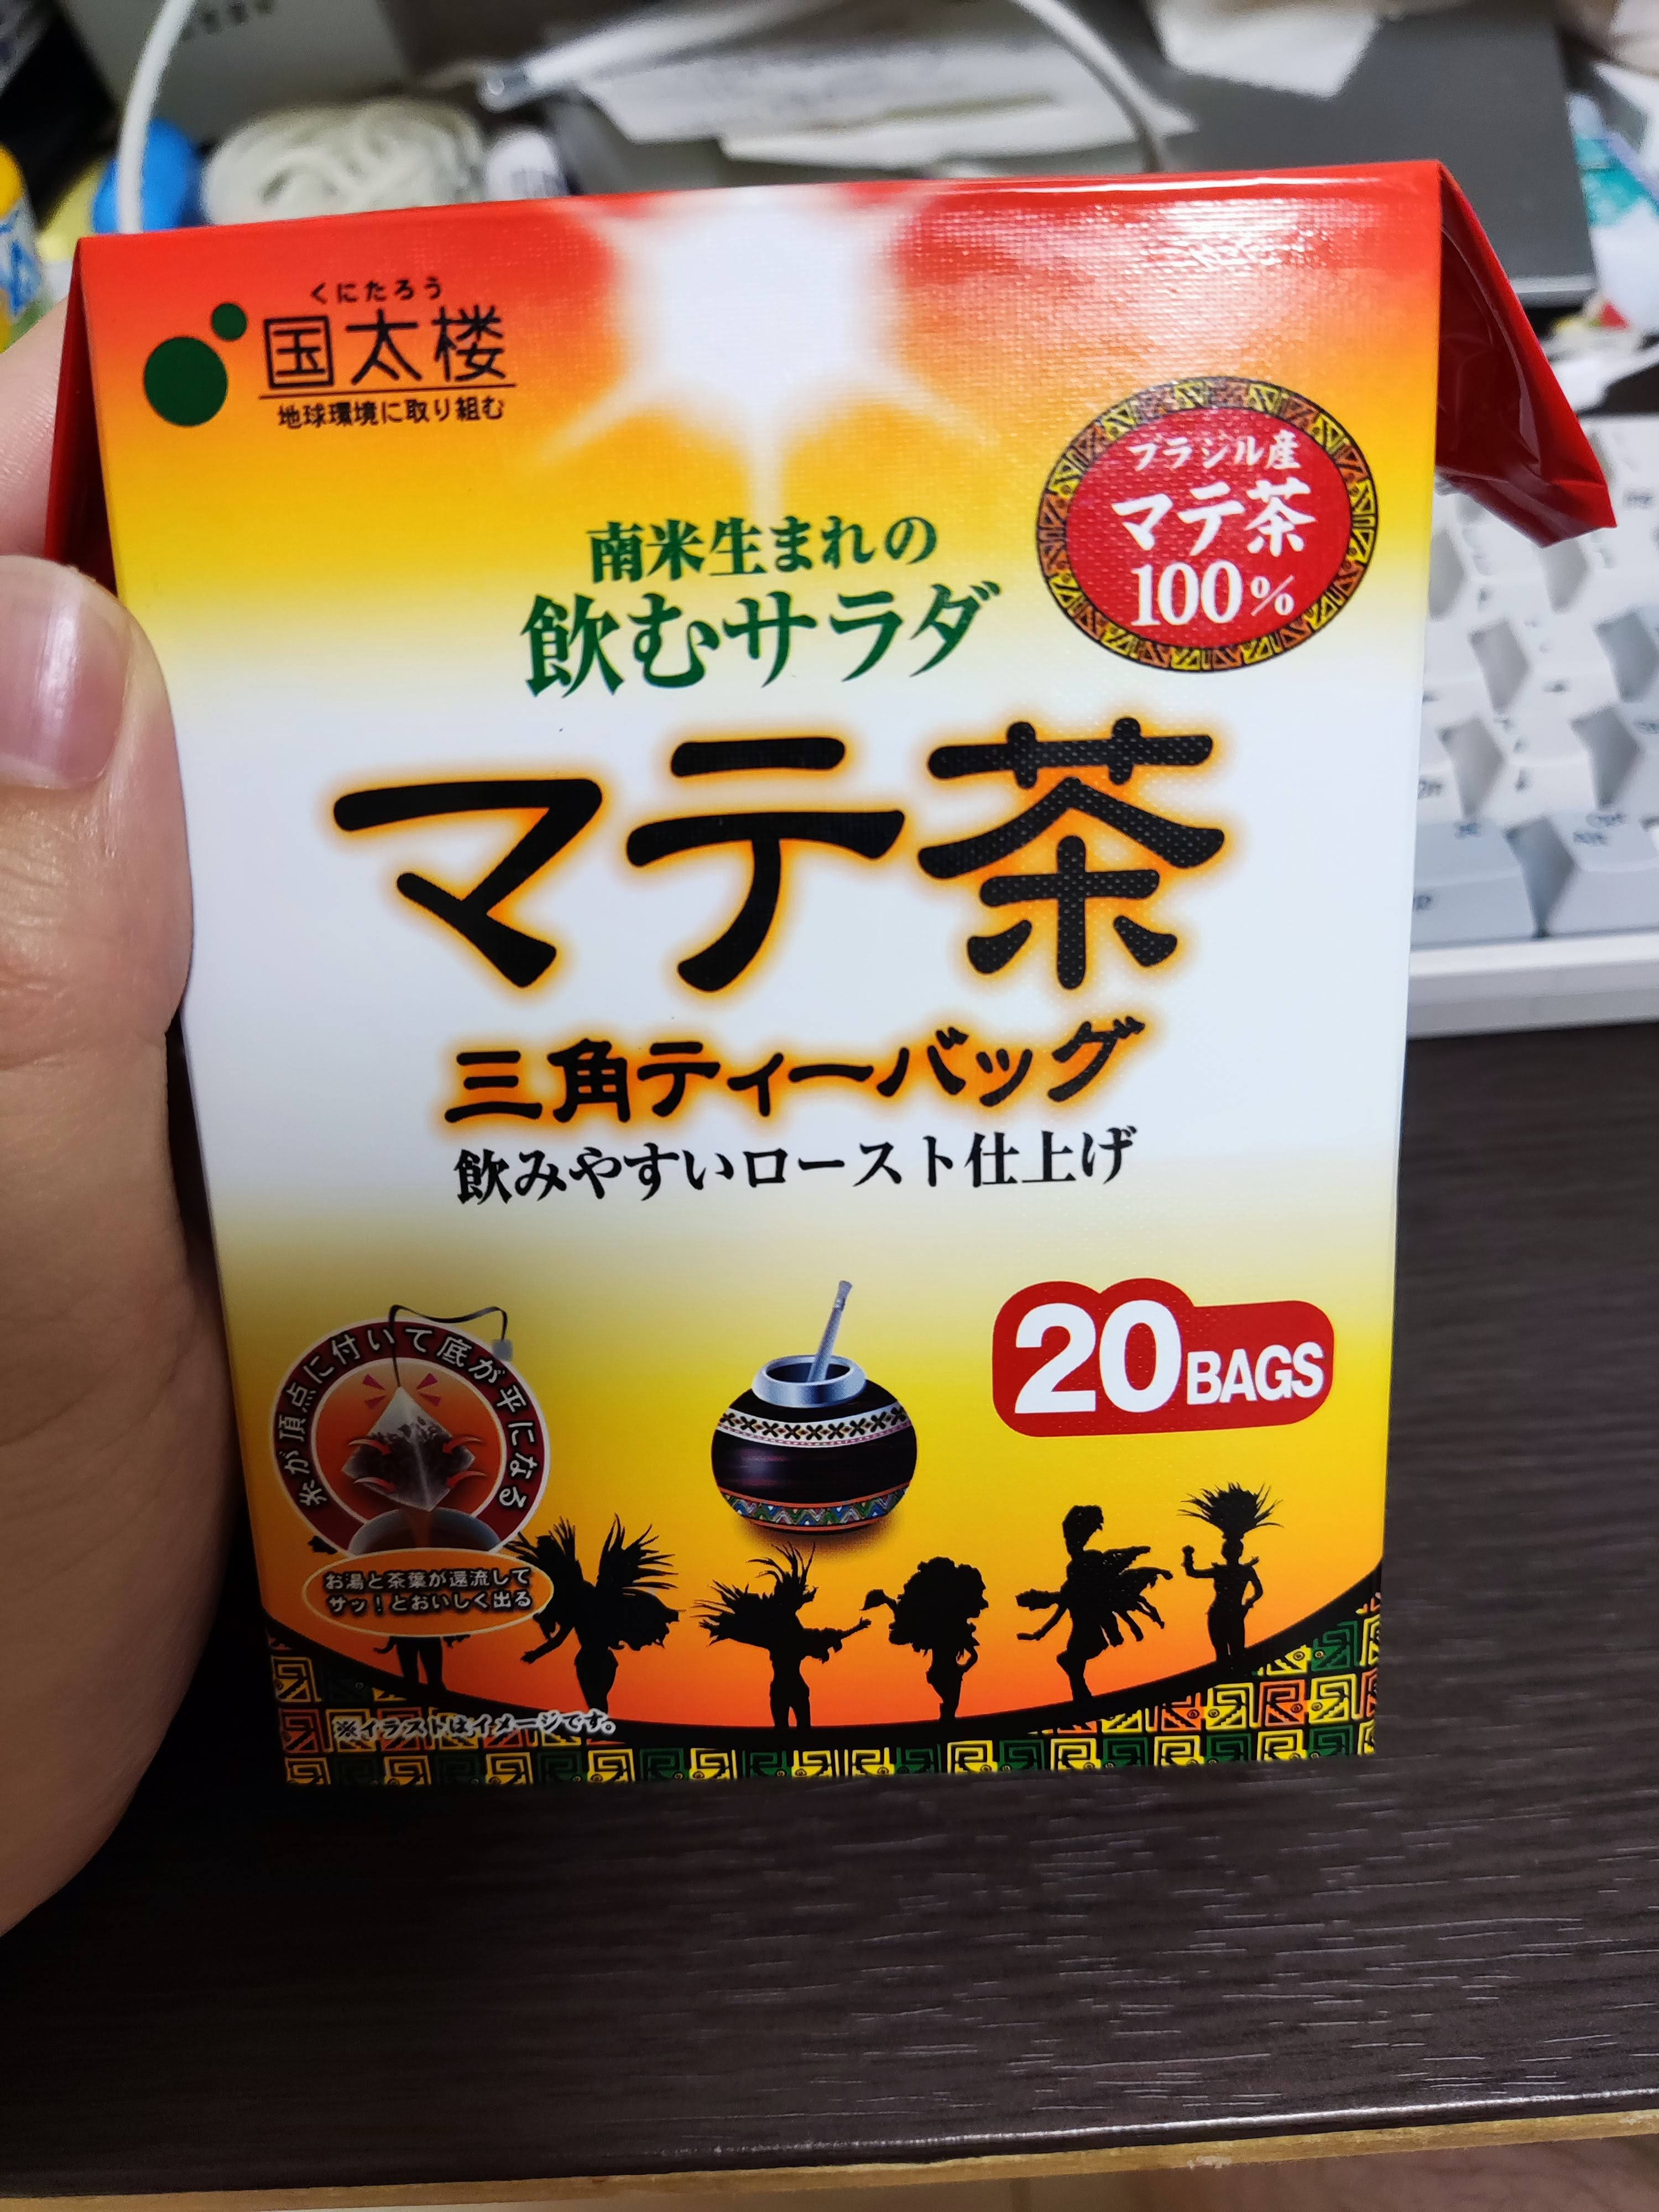 くにたろう
国太楼
地球環境に取り組む
ブラジル産
マテ茶
100%
南米生まれの
飲むサラダ
マテ茶
三角ティーバッグ
飲みやすいロースト仕上げ
20BAGS
糸が頂点に付いて底が平になる
お湯と茶葉が還流して
サッ!とおいしく出る
※イラストはイメージです。